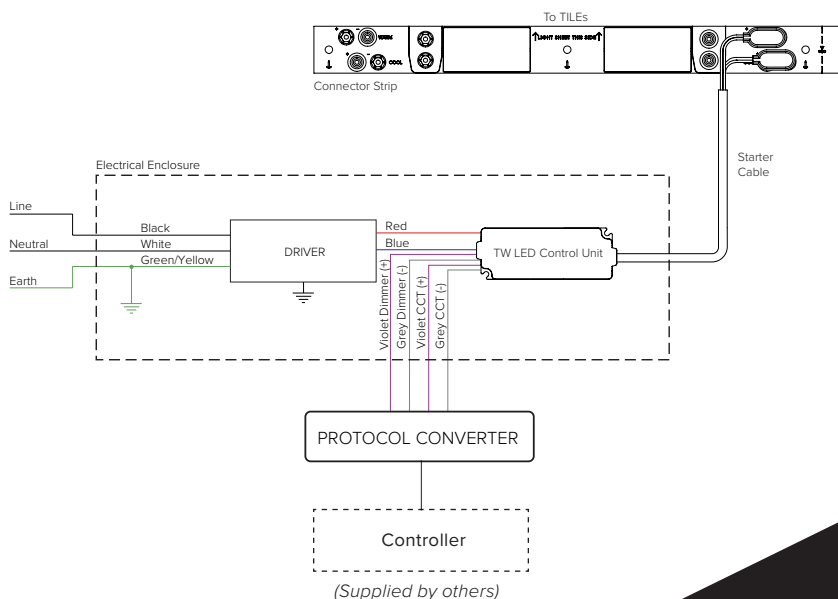 To TILEs
+ - WARM
LIGHT SHEET THIS SIDE
+ - COOL
Connector Strip
Starter
Cable
Electrical Enclosure
Line
Black
Red
Neutral
White
DRIVER
Blue
TW LED Control Unit
Green/Yellow
Earth
Violet Dimmer (+)
Grey Dimmer (-)
Violet CCT (+)
Grey CCT (-)
PROTOCOL CONVERTER
Controller
(Supplied by others)